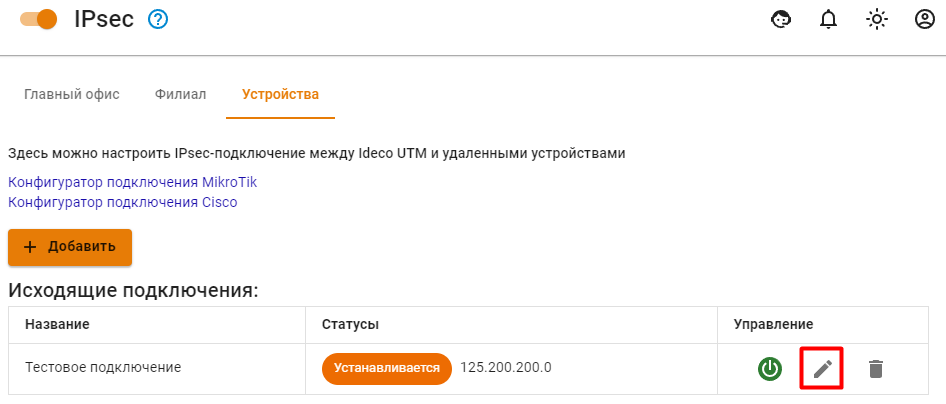 IPsec
Главный офис Филиал Устройства
Здесь можно настроить IPsec-подключение между Ideco UTM и удаленными устройствами
Конфигуратор подключения MikroTik
Конфигуратор подключения Cisco
+ Добавить
Исходящие подключения:
Название Статусы Управление
Тестовое подключение Устанавливается 125.200.200.0